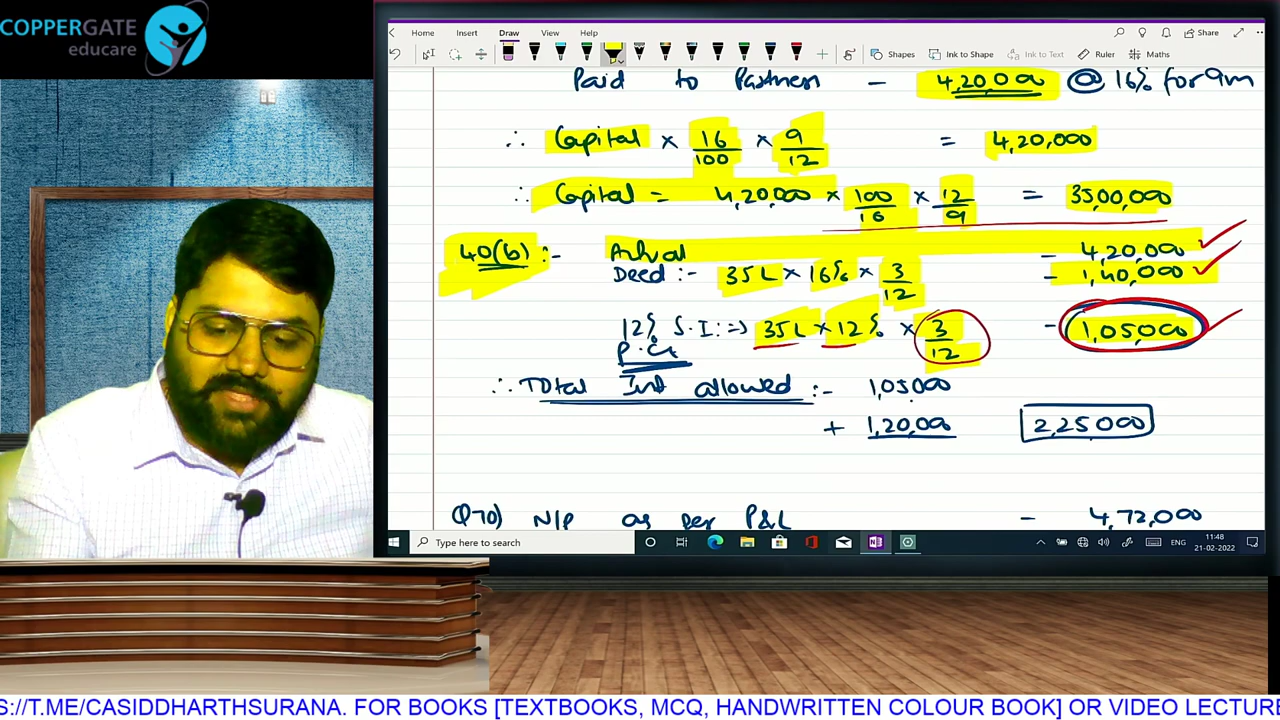 COPPERGATE
educare
Home Insert Draw View Help
Share
Shapes Ink to Shape Ink to Text Ruler Maths
Paid to Partners - 4,20,000 @ 16% for 9m
∴ Capital × 16/100 × 9/12 = 4,20,000
∴ Capital = 4,20,000 × 100/16 × 12/9 = 35,00,000
40(b) :- Actual - 4,20,000
Deed :- 35L × 16% × 3/12 - 1,40,000
12% S.I :-> 35L × 12% × 3/12 - 1,05,000
∴ Total Int allowed :- 1,05,000
+ 1,20,000 2,25,000
Q-70) N/P as per P&L - 4,72,000
Type here to search
ENG
11:48
21-02-2022
S://T.ME/CASIDDHARTHSURANA. FOR BOOKS [TEXTBOOKS, MCQ, HANDWRITTEN COLOUR BOOK] OR VIDEO LECTURE